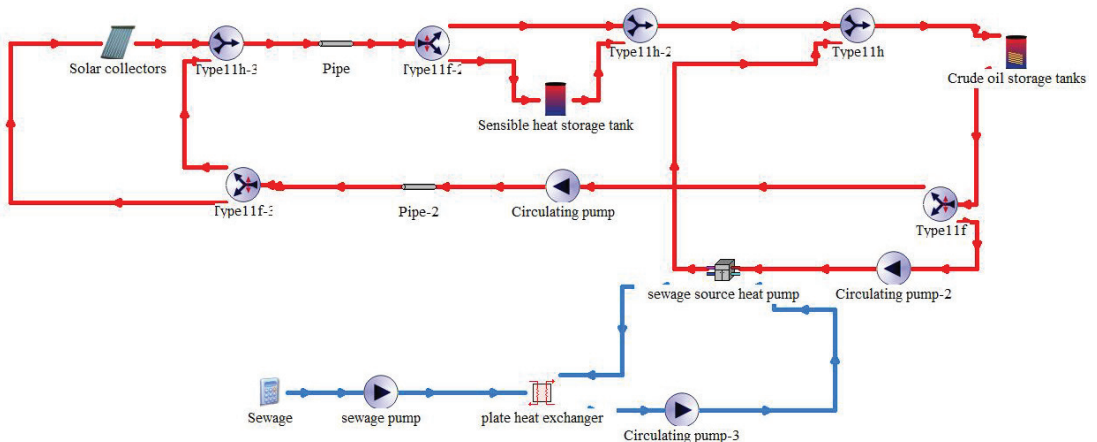 Solar collectors
Type11h-3
Pipe
Type11f-2
Type11h-2
Type11h
Crude oil storage tanks
Sensible heat storage tank
Type11f-3
Pipe-2
Circulating pump
Type11f
sewage source heat pump
Circulating pump-2
Sewage
sewage pump
plate heat exchanger
Circulating pump-3